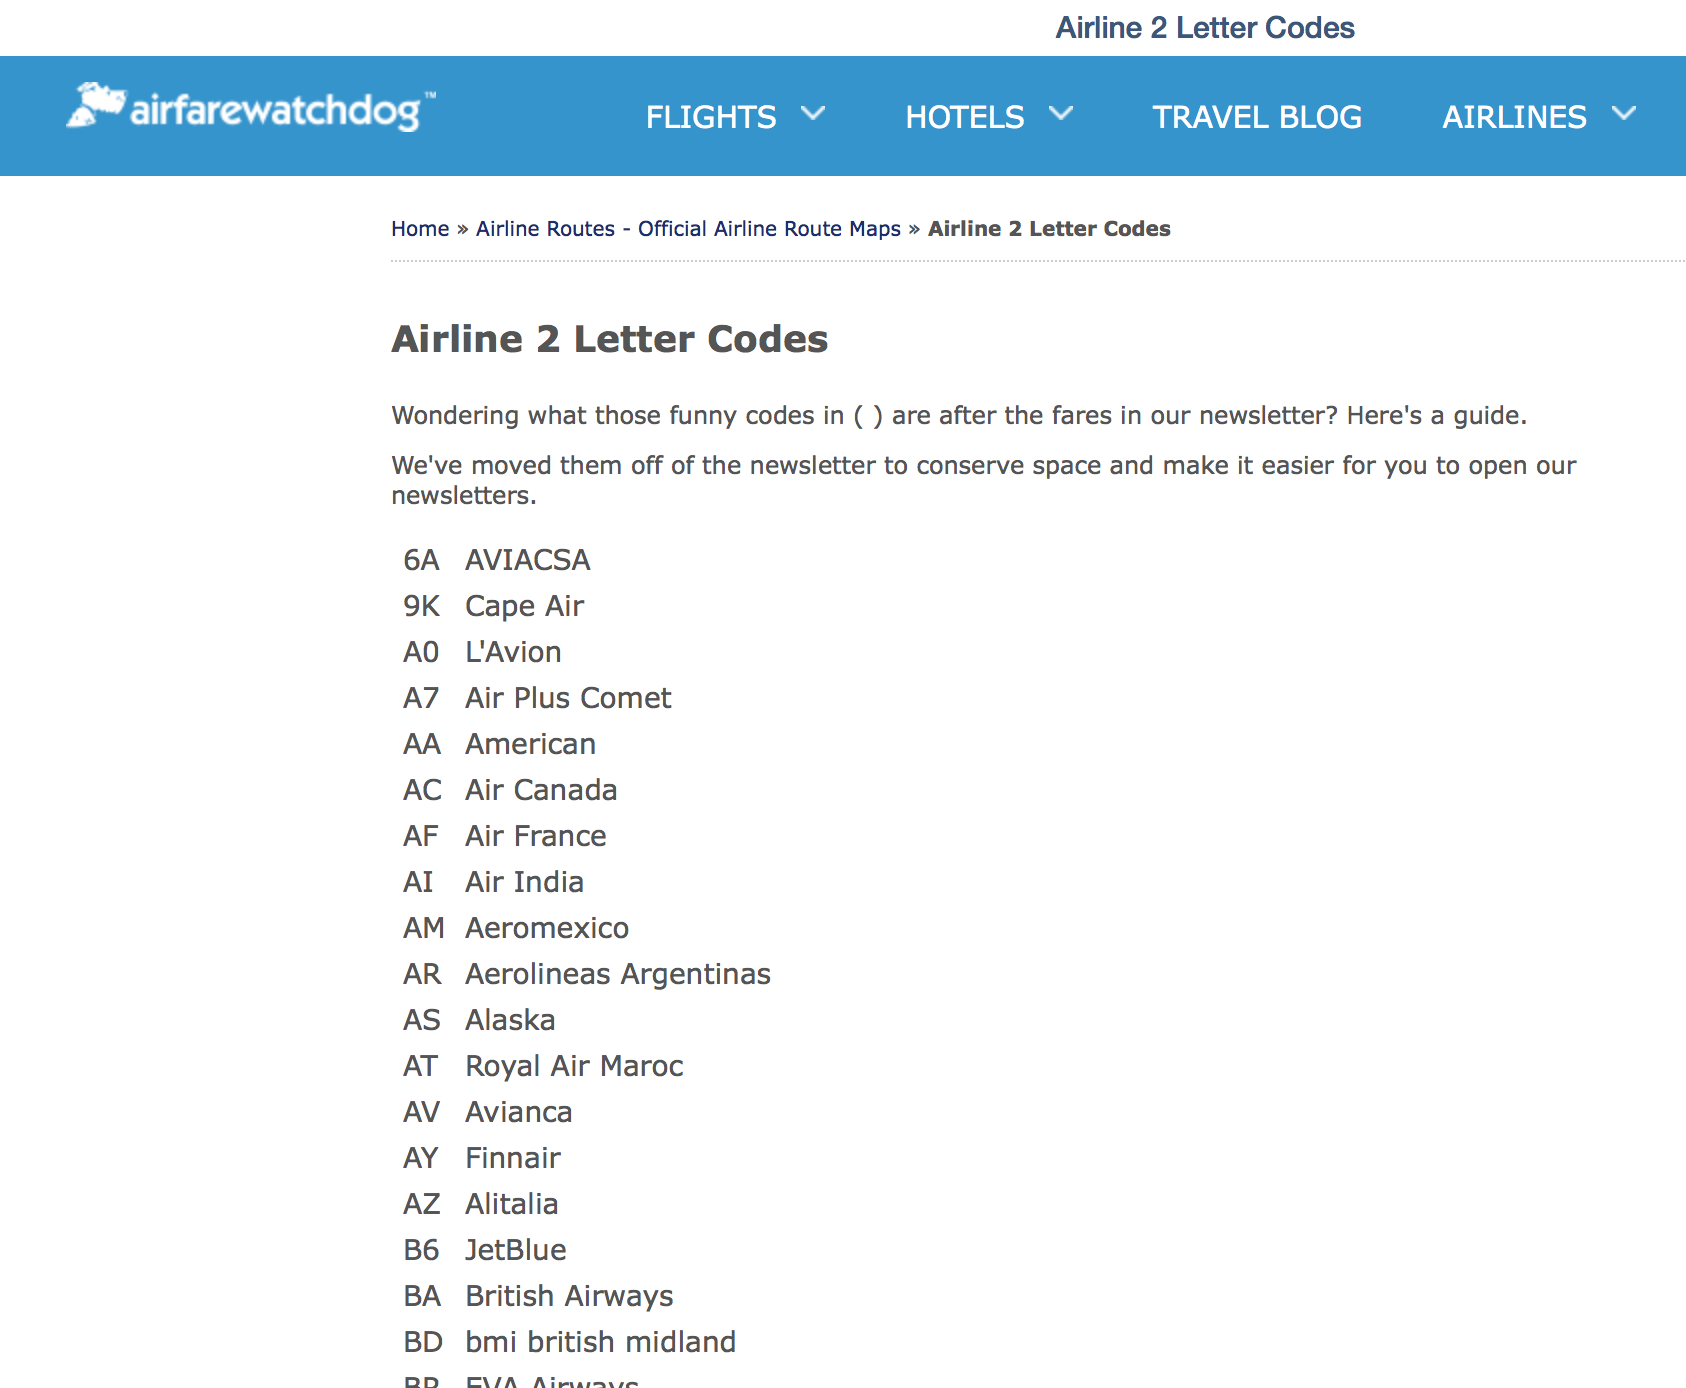 Airline 2 Letter Codes
airfarewatchdog™
FLIGHTS HOTELS TRAVEL BLOG AIRLINES
Home » Airline Routes - Official Airline Route Maps » Airline 2 Letter Codes
Airline 2 Letter Codes
Wondering what those funny codes in ( ) are after the fares in our newsletter? Here's a guide.
We've moved them off of the newsletter to conserve space and make it easier for you to open our
newsletters.
6A AVIACSA
9K Cape Air
A0 L'Avion
A7 Air Plus Comet
AA American
AC Air Canada
AF Air France
AI Air India
AM Aeromexico
AR Aerolineas Argentinas
AS Alaska
AT Royal Air Maroc
AV Avianca
AY Finnair
AZ Alitalia
B6 JetBlue
BA British Airways
BD bmi british midland
BR EVA Airways